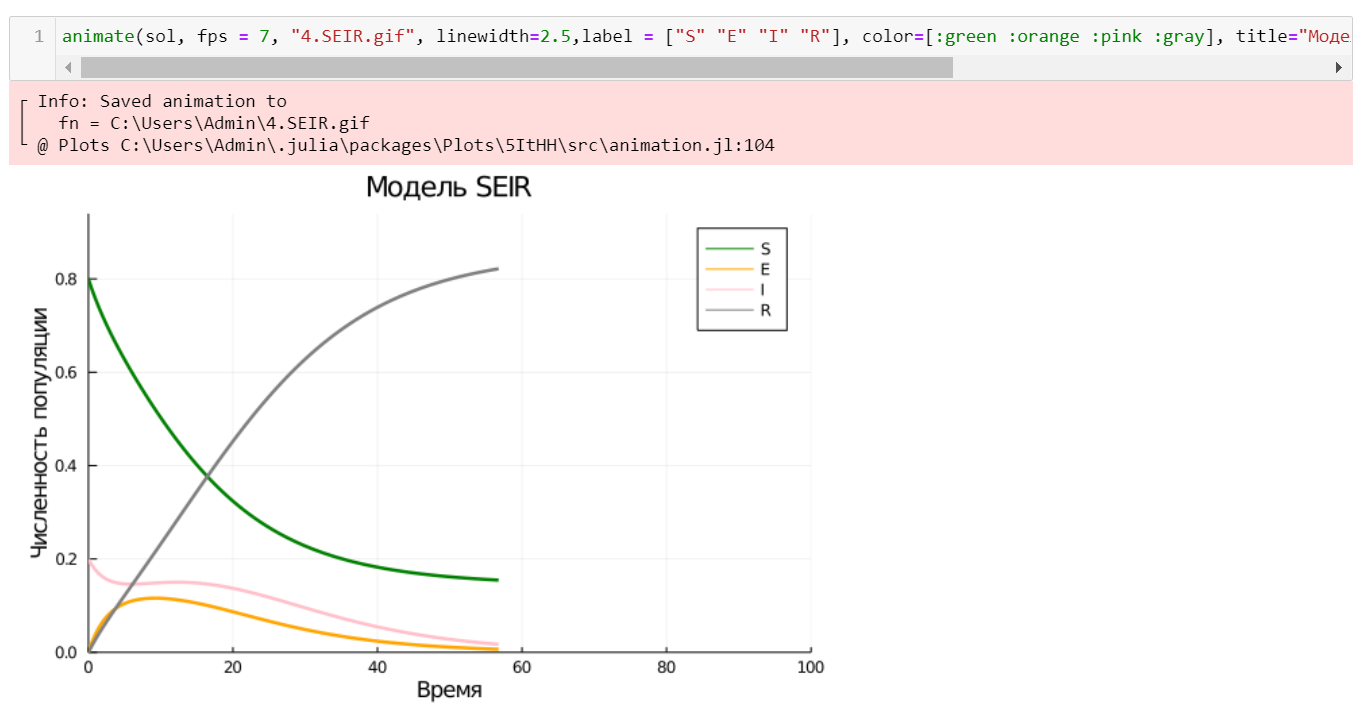 1 animate(sol, fps = 7, "4.SEIR.gif", linewidth=2.5,label = ["S" "E" "I" "R"], color=[:green :orange :pink :gray], title="Моде
┌ Info: Saved animation to
│   fn = C:\Users\Admin\4.SEIR.gif
└ @ Plots C:\Users\Admin\.julia\packages\Plots\5ItHH\src\animation.jl:104
Модель SEIR
S
E
I
R
Численность популяции
0.8
0.6
0.4
0.2
0.0
0 20 40 60 80 100
Время